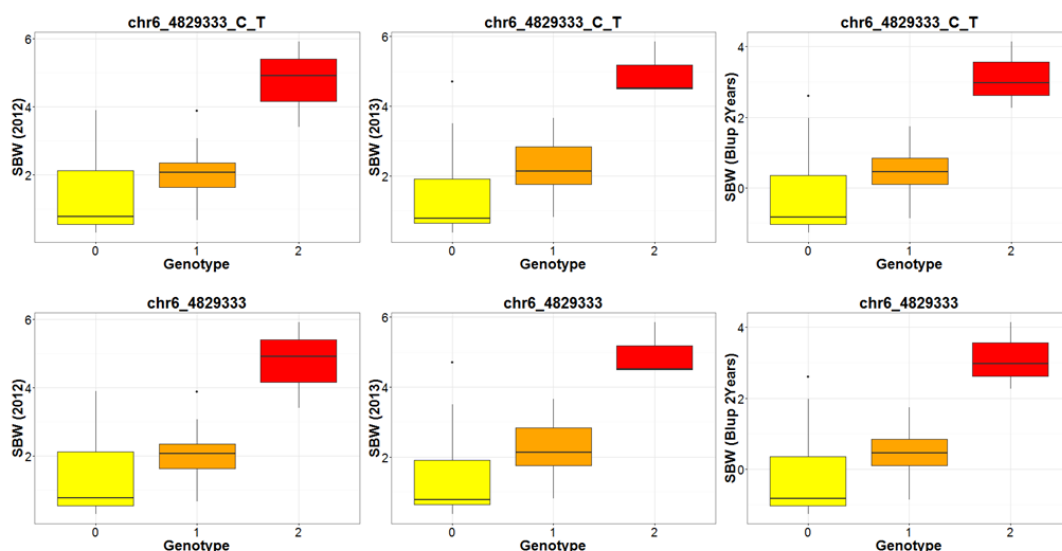 chr6_4829333_C_T
chr6_4829333_C_T
chr6_4829333_C_T
SBW (2012)
6
4
2
0
1
2
Genotype
SBW (2013)
6
4
2
0
1
2
Genotype
SBW (Blup 2Years)
4
2
0
0
1
2
Genotype
chr6_4829333
chr6_4829333
chr6_4829333
SBW (2012)
6
4
2
0
1
2
Genotype
SBW (2013)
6
4
2
0
1
2
Genotype
SBW (Blup 2Years)
4
2
0
0
1
2
Genotype